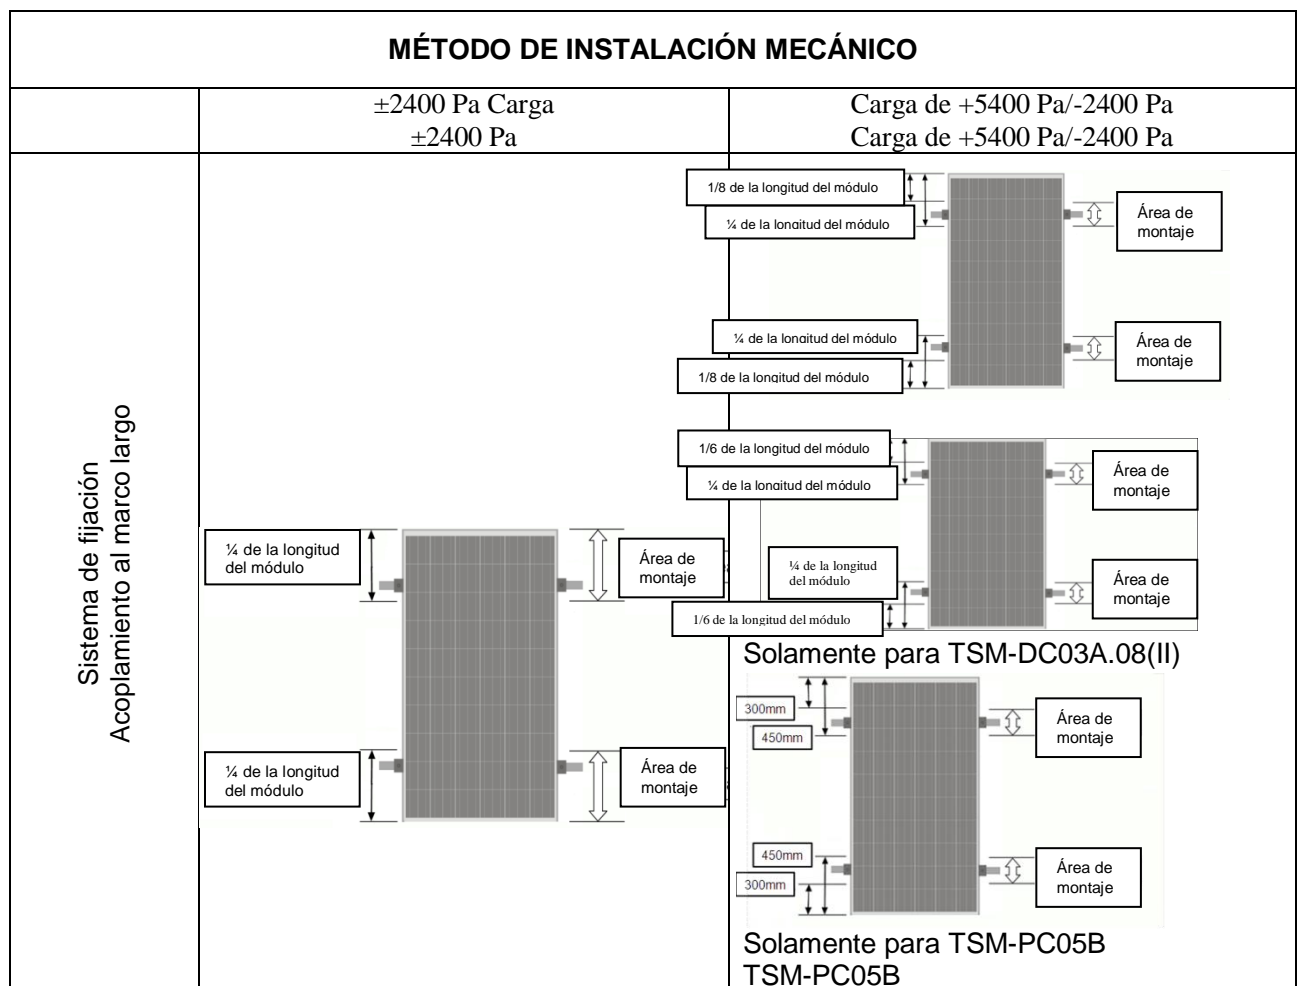 MÉTODO DE INSTALACIÓN MECÁNICO
±2400 Pa Carga
±2400 Pa
Carga de +5400 Pa/-2400 Pa
Carga de +5400 Pa/-2400 Pa
Sistema de fijación
Acoplamiento al marco largo
¼ de la longitud
del módulo
Área de
montaje
¼ de la longitud
del módulo
Área de
montaje
1/8 de la longitud del módulo
¼ de la longitud del módulo
Área de
montaje
¼ de la longitud del módulo
1/8 de la longitud del módulo
Área de
montaje
1/6 de la longitud del módulo
¼ de la longitud del módulo
Área de
montaje
¼ de la longitud
del módulo
1/6 de la longitud del módulo
Área de
montaje
Solamente para TSM-DC03A.08(II)
300mm
450mm
Área de
montaje
450mm
300mm
Área de
montaje
Solamente para TSM-PC05B
TSM-PC05B